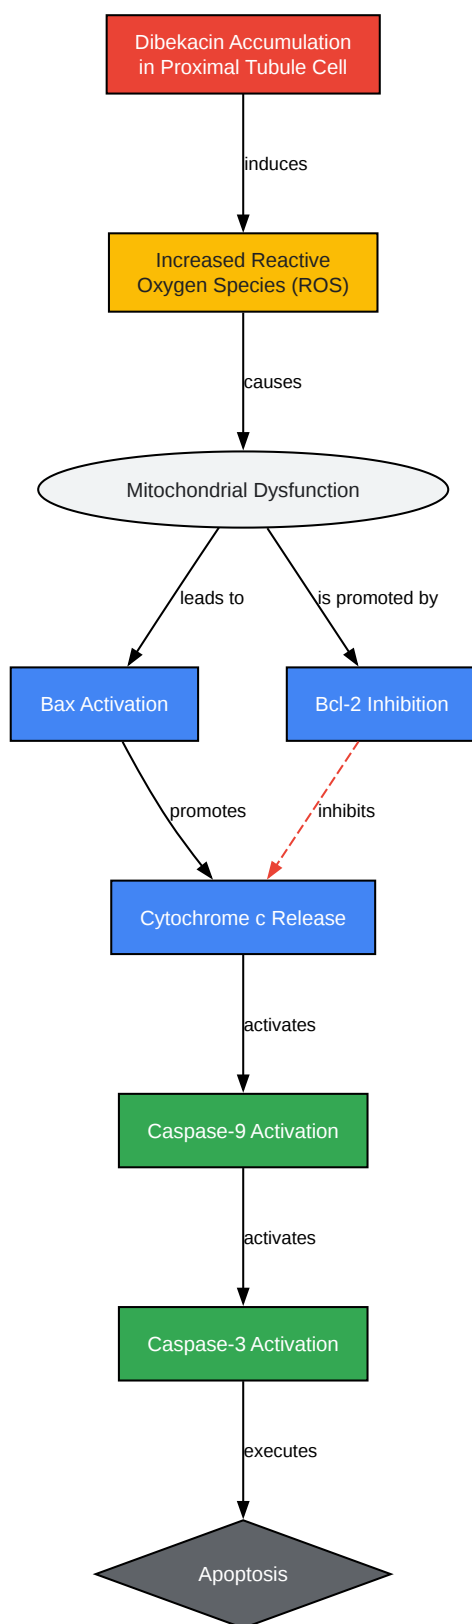 Dibekacin Accumulation
in Proximal Tubule Cell
induces
Increased Reactive
Oxygen Species (ROS)
causes
Mitochondrial Dysfunction
leads to
is promoted by
Bax Activation
Bcl-2 Inhibition
promotes
inhibits
Cytochrome c Release
activates
Caspase-9 Activation
activates
Caspase-3 Activation
executes
Apoptosis